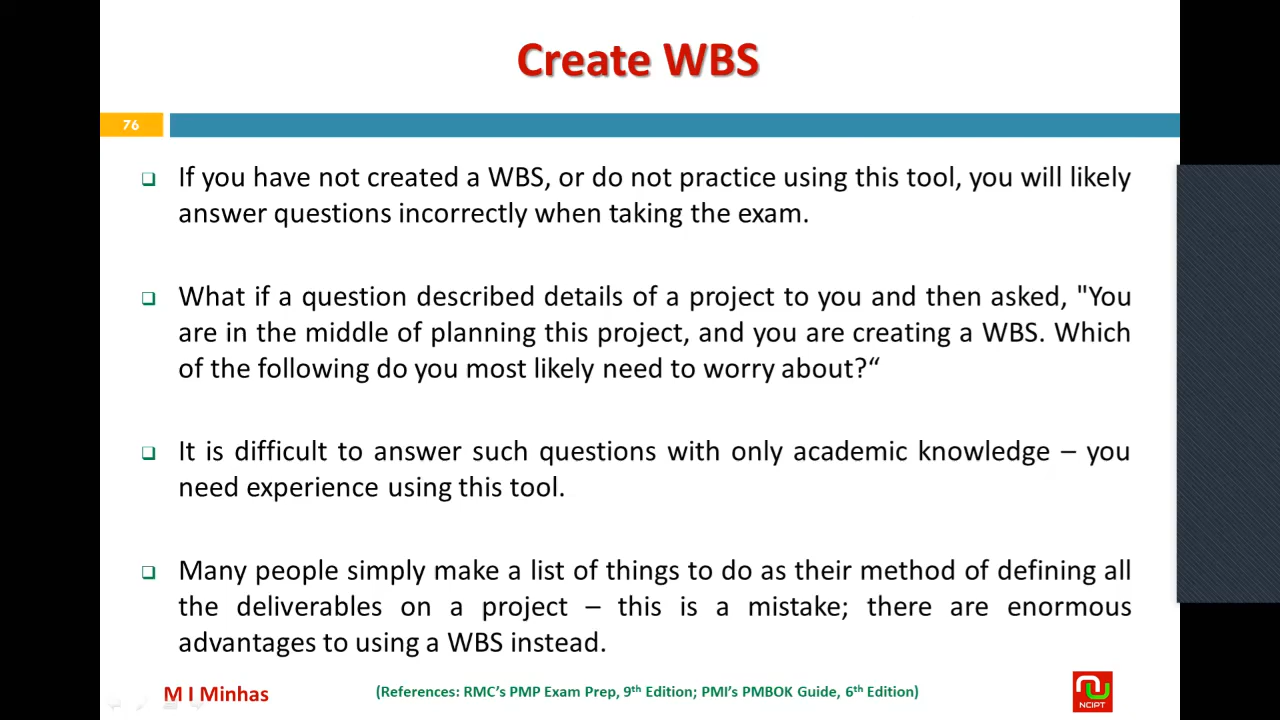 Create WBS
76
❑ If you have not created a WBS, or do not practice using this tool, you will likely
answer questions incorrectly when taking the exam.
❑ What if a question described details of a project to you and then asked, "You
are in the middle of planning this project, and you are creating a WBS. Which
of the following do you most likely need to worry about?“
❑ It is difficult to answer such questions with only academic knowledge – you
need experience using this tool.
❑ Many people simply make a list of things to do as their method of defining all
the deliverables on a project – this is a mistake; there are enormous
advantages to using a WBS instead.
M I Minhas
(References: RMC’s PMP Exam Prep, 9th Edition; PMI’s PMBOK Guide, 6th Edition)
NCIPT